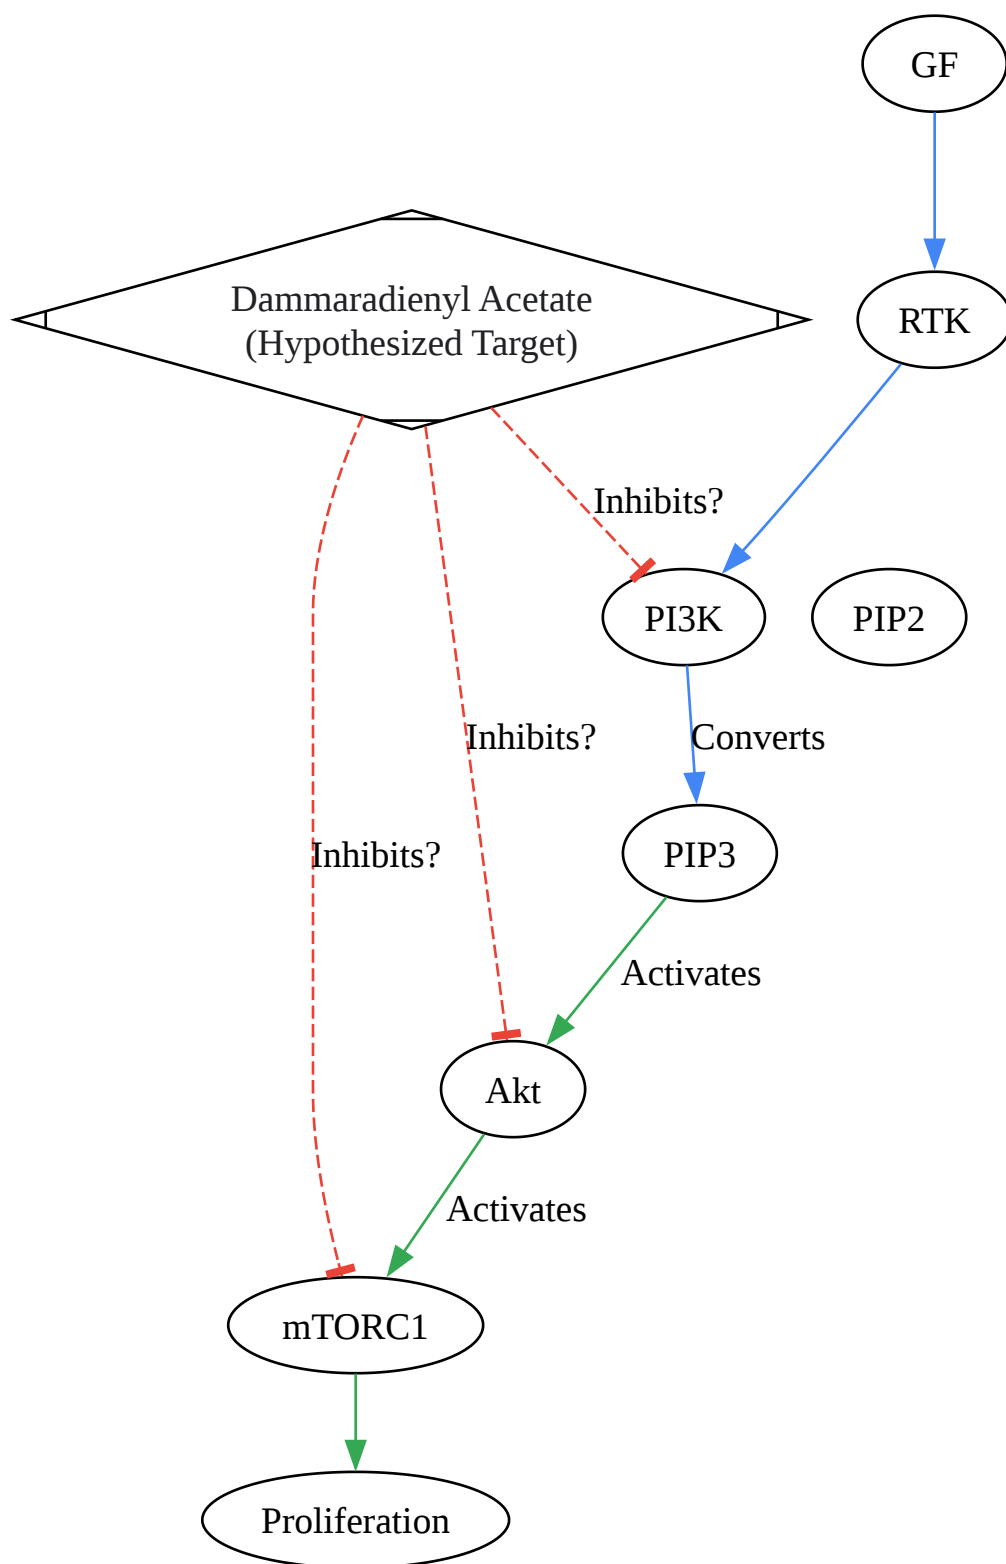 GF
Dammaradienyl Acetate
(Hypothesized Target)
RTK
Inhibits?
PI3K
PIP2
Inhibits?
Converts
Inhibits?
PIP3
Activates
Akt
Activates
mTORC1
Proliferation